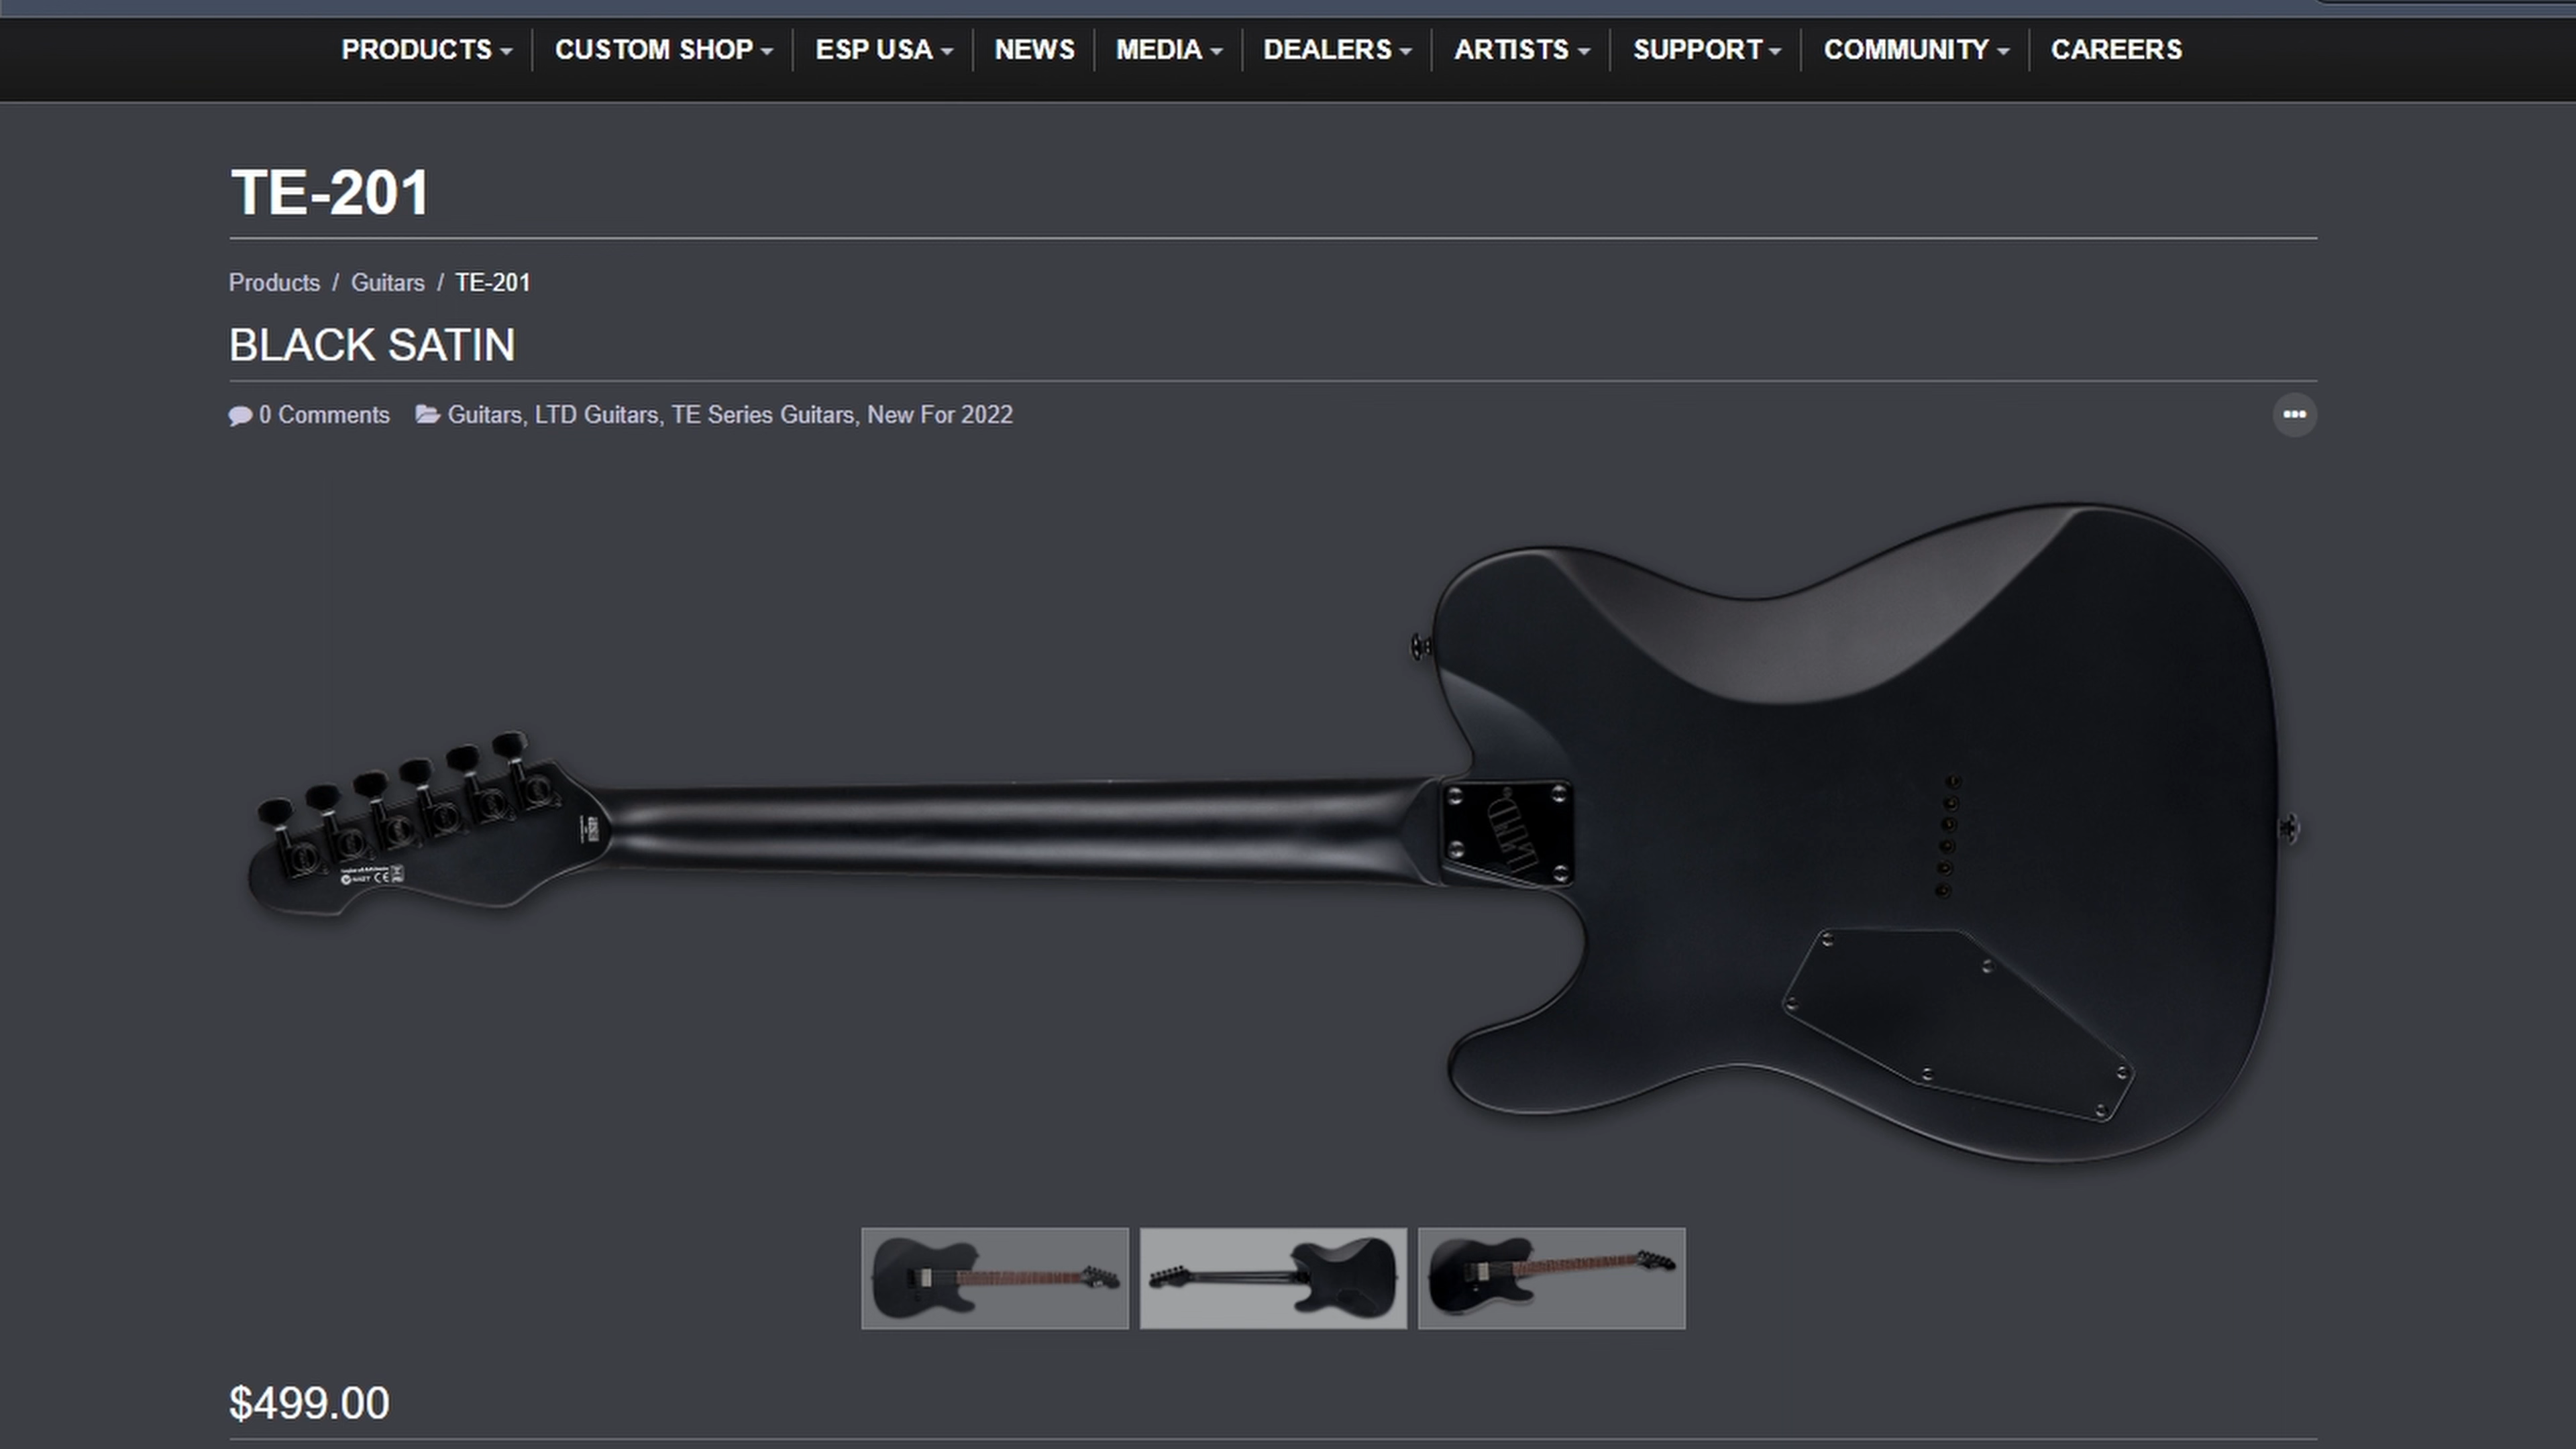 PRODUCTS CUSTOM SHOP ESP USA NEWS MEDIA DEALERS ARTISTS SUPPORT COMMUNITY CAREERS
TE-201
Products / Guitars / TE-201
BLACK SATIN
0 Comments Guitars, LTD Guitars, TE Series Guitars, New For 2022
LTD
$499.00